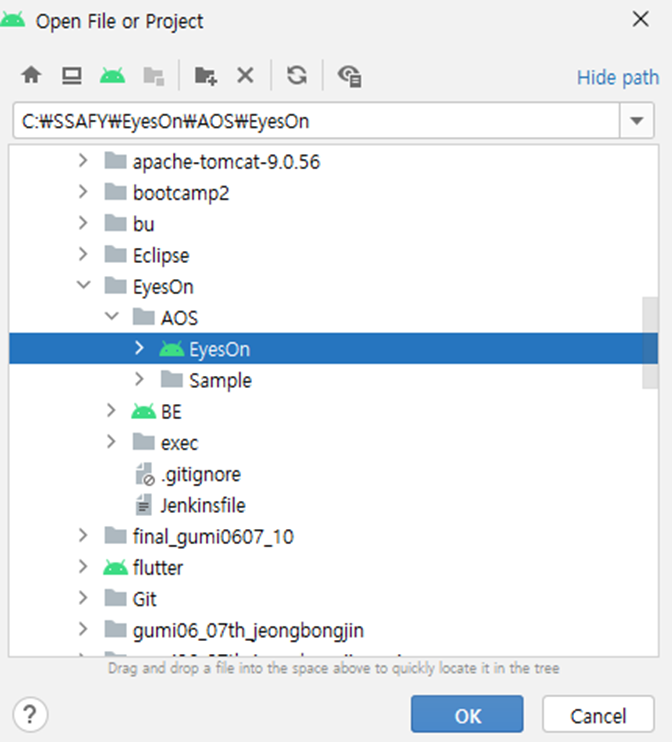 Open File or Project
Hide path
C:₩SSAFY₩EyesOn₩AOS₩EyesOn
apache-tomcat-9.0.56
bootcamp2
bu
Eclipse
EyesOn
AOS
EyesOn
Sample
BE
exec
.gitignore
Jenkinsfile
final_gumi0607_10
flutter
Git
gumi06_07th_jeongbongjin
Drag and drop a file into the space above to quickly locate it in the tree
?
OK
Cancel